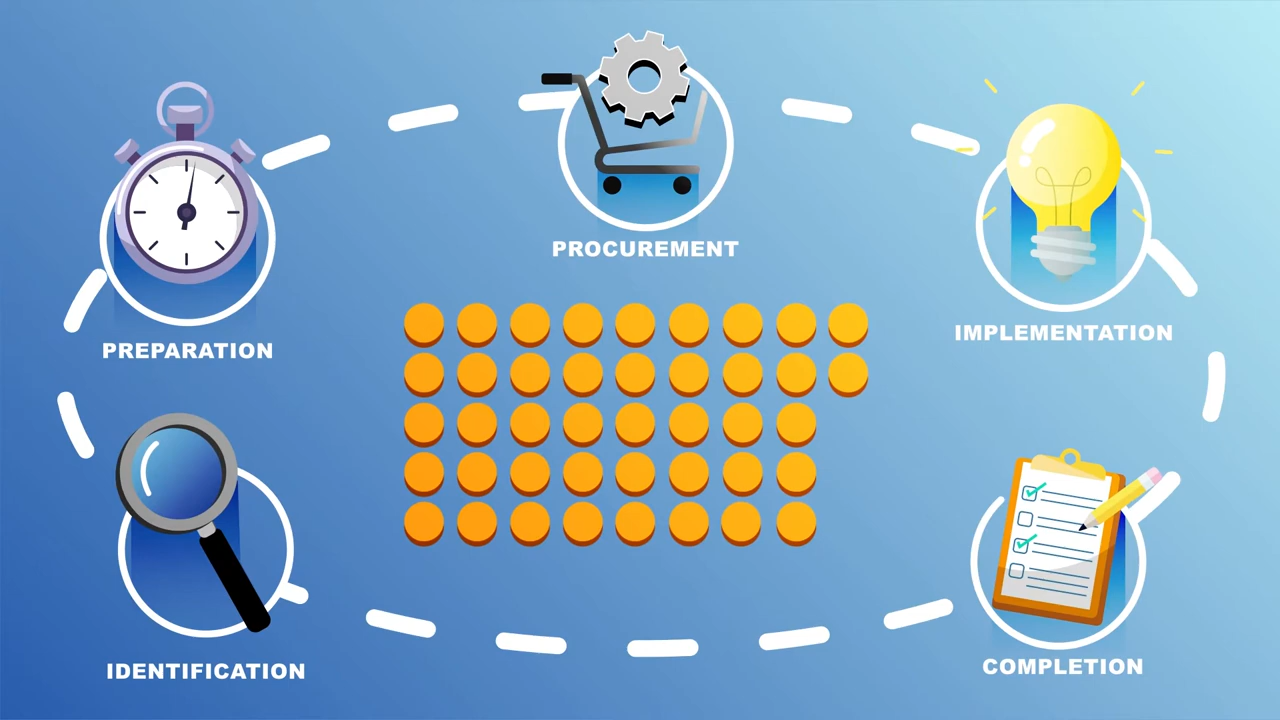 PROCUREMENT
PREPARATION
IMPLEMENTATION
IDENTIFICATION
COMPLETION